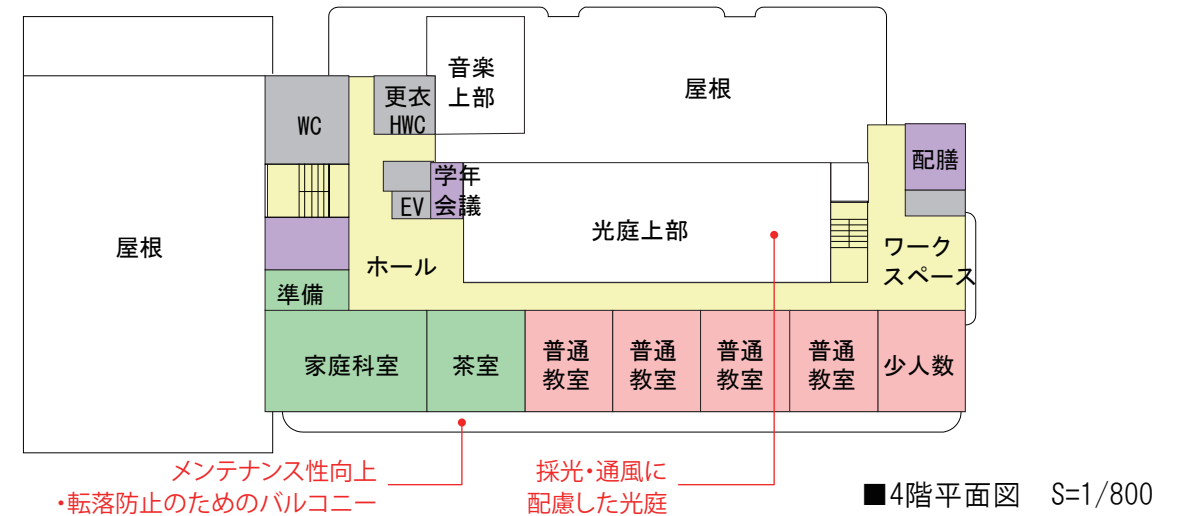 音楽
上部
屋根
更衣
HWC
WC
配膳
学年
会議
EV
光庭上部
屋根
ワーク
スペース
ホール
準備
家庭科室
茶室
普通
教室
普通
教室
普通
教室
普通
教室
少人数
メンテナンス性向上
・転落防止のためのバルコニー
採光・通風に
配慮した光庭
■4階平面図 S=1/800